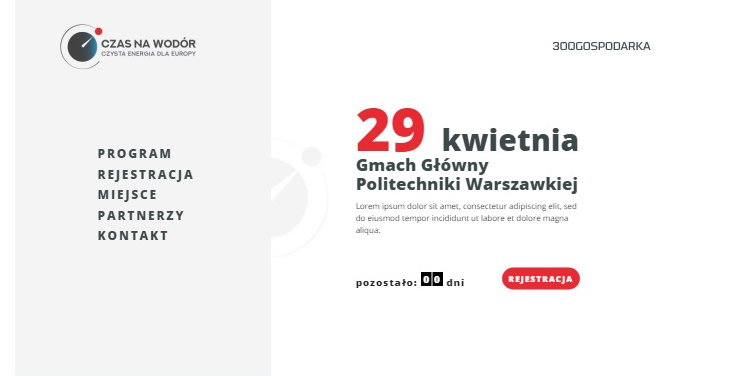 CZAS NA WODÓR
CZYSTA ENERGIA DLA EUROPY
300GOSPODARKA
PROGRAM
REJESTRACJA
MIEJSCE
PARTNERZY
KONTAKT
29 kwietnia
Gmach Główny
Politechniki Warszawkiej
Lorem ipsum dolor sit amet, consectetur adipiscing elit, sed
do eiusmod tempor incididunt ut labore et dolore magna
aliqua.
pozostało: 00 dni
REJESTRACJA